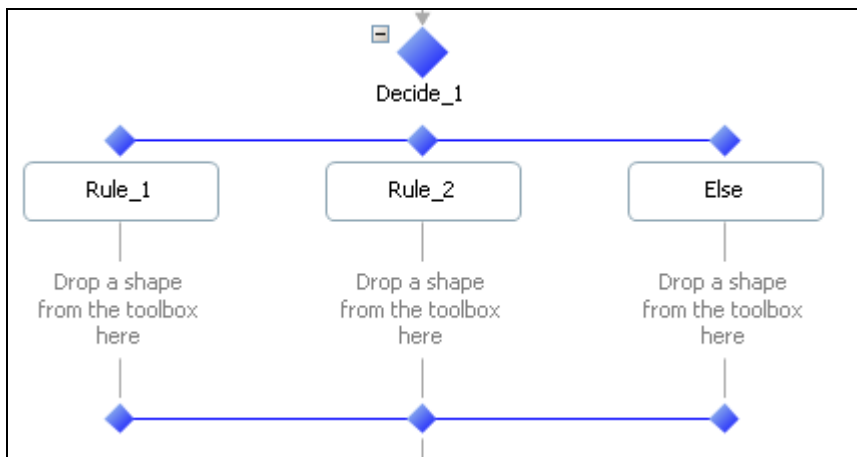 Decide_1
Rule_1
Rule_2
Else
Drop a shape
from the toolbox
here
Drop a shape
from the toolbox
here
Drop a shape
from the toolbox
here